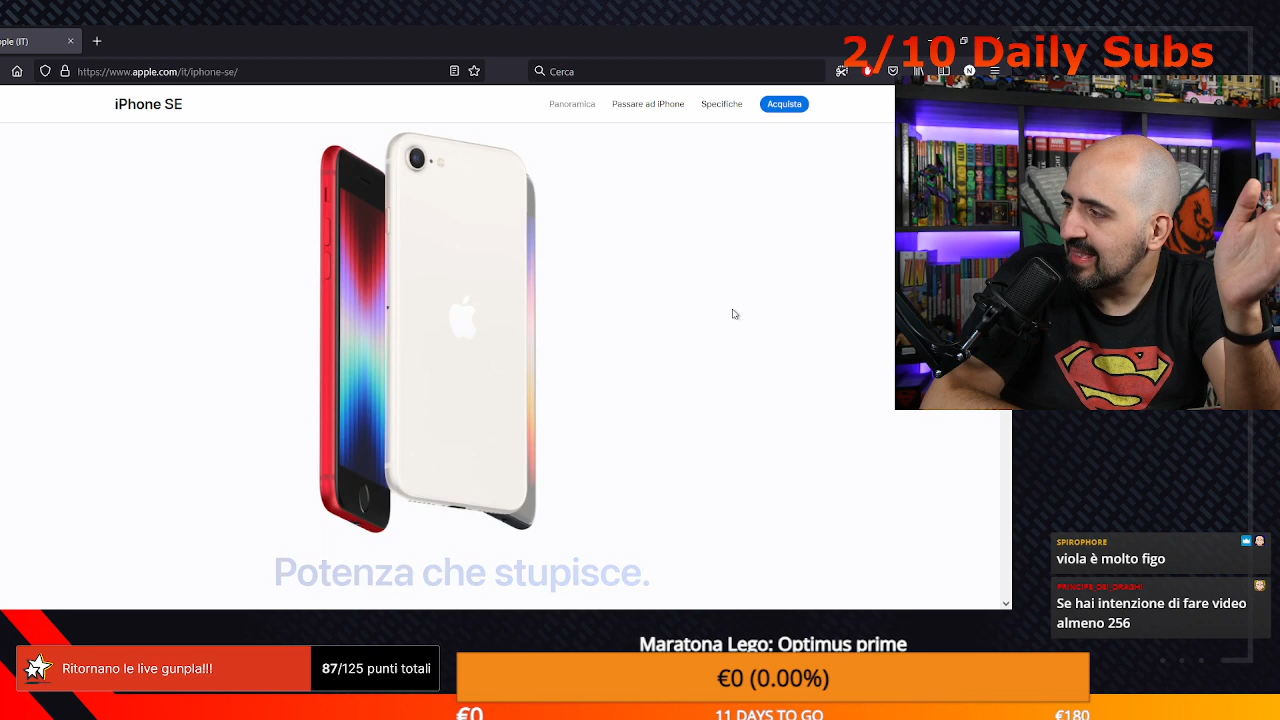 ple (IT)
2/10 Daily Subs
https://www.apple.com/it/iphone-se/
Cerca
iPhone SE
Panoramica
Passare ad iPhone
Specifiche
Acquista
Potenza che stupisce.
SPIROPHORE
viola è molto figo
Se hai intenzione di fare video
almeno 256
Maratona Lego: Optimus prime
Ritornano le live gunpla!!!
87/125 punti totali
€0 (0.00%)
€0
11 DAYS TO GO
€180